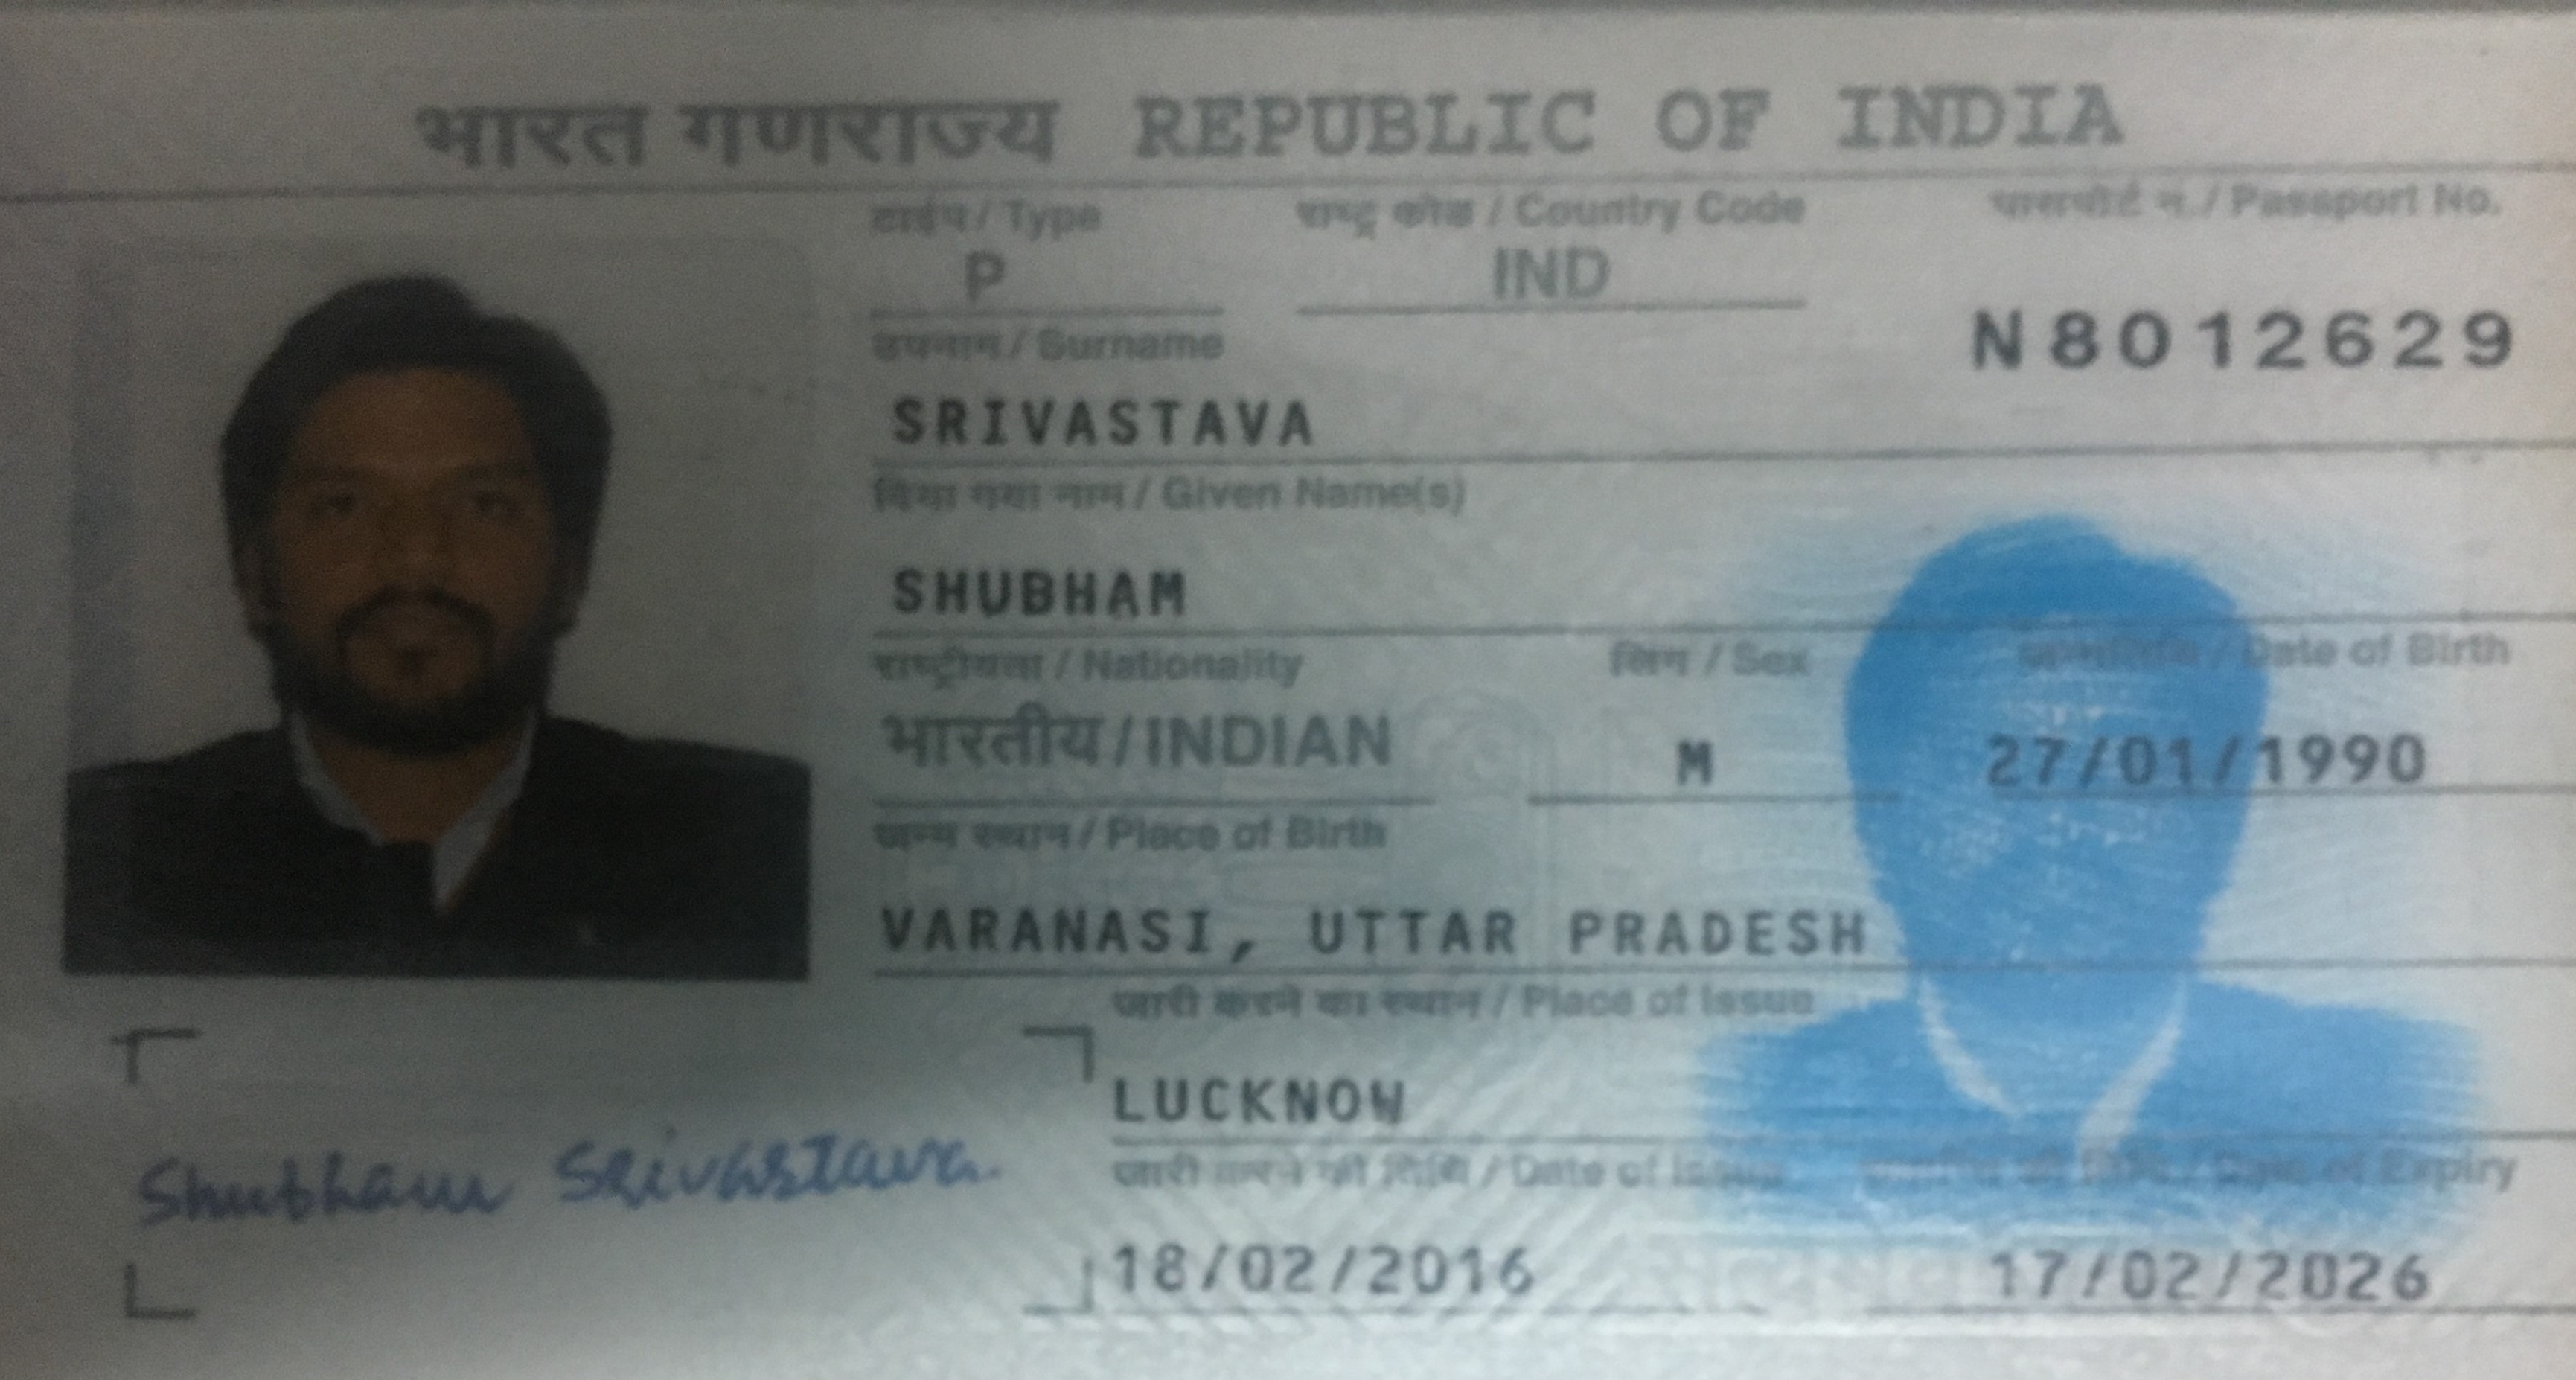 भारत गणराज्य REPUBLIC OF INDIA
टाईप / Type
राष्ट्र कोड / Country Code
पासपोर्ट नं. / Passport No.
P
IND
N8012629
उपनाम / Surname
SRIVASTAVA
दिया गया नाम / Given Name(s)
SHUBHAM
राष्ट्रीयता / Nationality
लिंग / Sex
/ Date of Birth
भारतीय / INDIAN
M
27/01/1990
जन्म स्थान / Place of Birth
VARANASI, UTTAR PRADESH
जारी करने का स्थान / Place of Issue
LUCKNOW
जारी करने की तिथि / Date of Issue
/ Date of Expiry
18/02/2016
17/02/2026
Shubham Srivastava